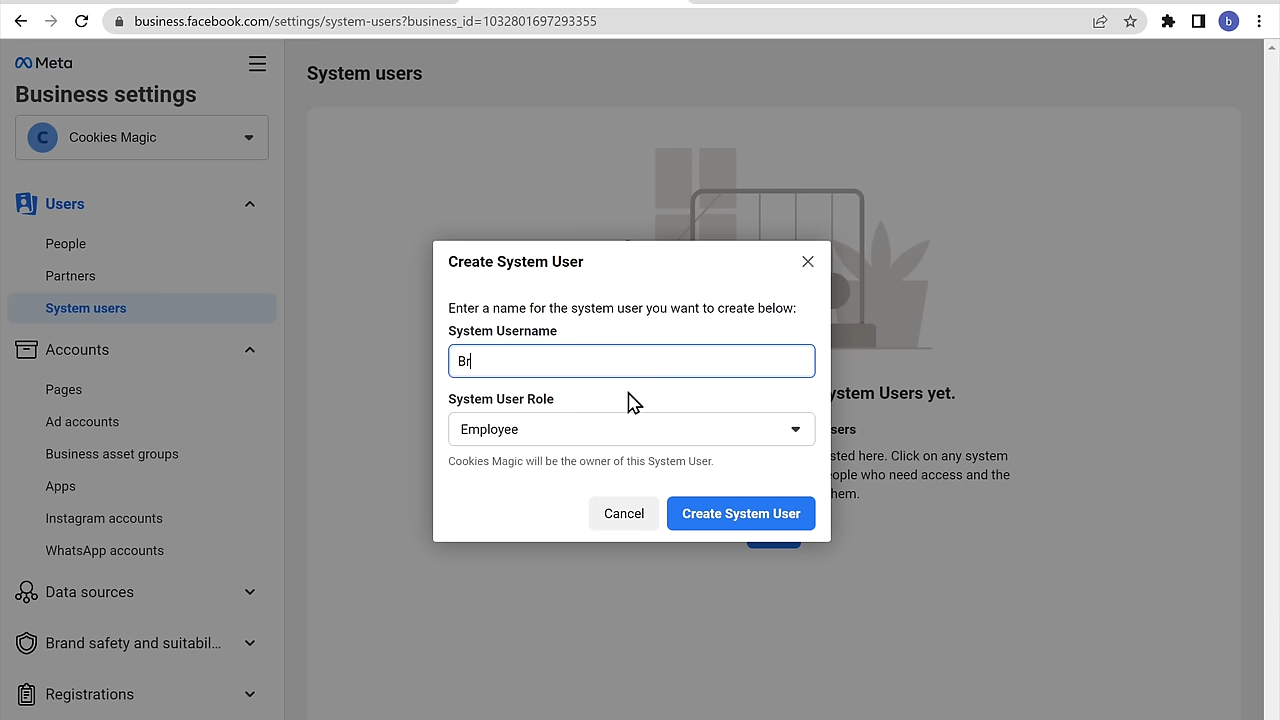 business.facebook.com/settings/system-users?business_id=1032801697293355
b
Meta
Business settings
C
Cookies Magic
Users
People
Partners
System users
Accounts
Pages
Ad accounts
Business asset groups
Apps
Instagram accounts
WhatsApp accounts
Data sources
Brand safety and suitabil...
Registrations
System users
ystem Users yet.
sers
sted here. Click on any system
ople who need access and the
hem.
Create System User
Enter a name for the system user you want to create below:
System Username
Br
System User Role
Employee
Cookies Magic will be the owner of this System User.
Cancel
Create System User